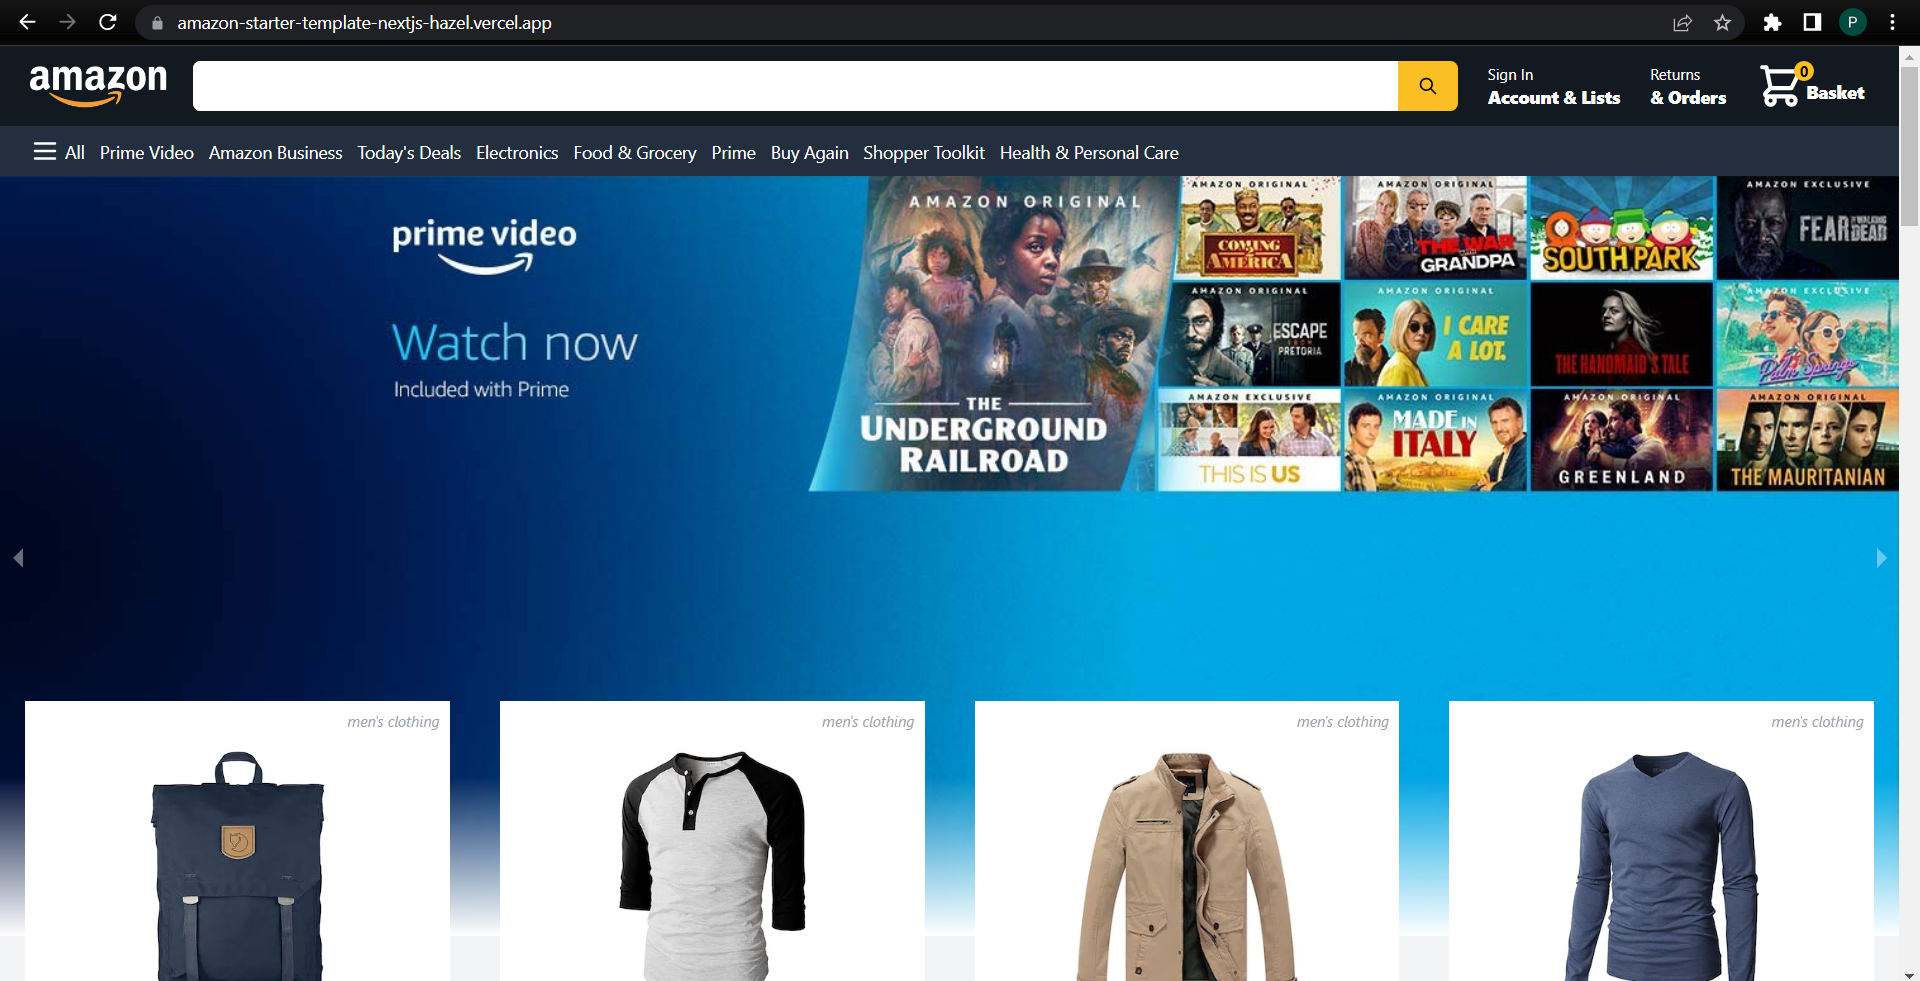 amazon-starter-template-nextjs-hazel.vercel.app
P
amazon
Sign In
Account & Lists
Returns
& Orders
0
Basket
All Prime Video Amazon Business Today's Deals Electronics Food & Grocery Prime Buy Again Shopper Toolkit Health & Personal Care
prime video
Watch now
Included with Prime
AMAZON ORIGINAL
THE
UNDERGROUND
RAILROAD
AMAZON ORIGINAL
COMING
2
AMERICA
AMAZON ORIGINAL
THE WAR
WITH
GRANDPA
SOUTH PARK
AMAZON EXCLUSIVE
FEAR THE WALKING DEAD
AMAZON ORIGINAL
ESCAPE
FROM
PRETORIA
AMAZON ORIGINAL
I CARE
A LOT.
THE HANDMAID'S TALE
AMAZON EXCLUSIVE
Palm Springs
AMAZON EXCLUSIVE
THIS IS US
AMAZON ORIGINAL
MADE IN
ITALY
AMAZON ORIGINAL
GREENLAND
AMAZON ORIGINAL
THE MAURITANIAN
men's clothing
men's clothing
men's clothing
men's clothing